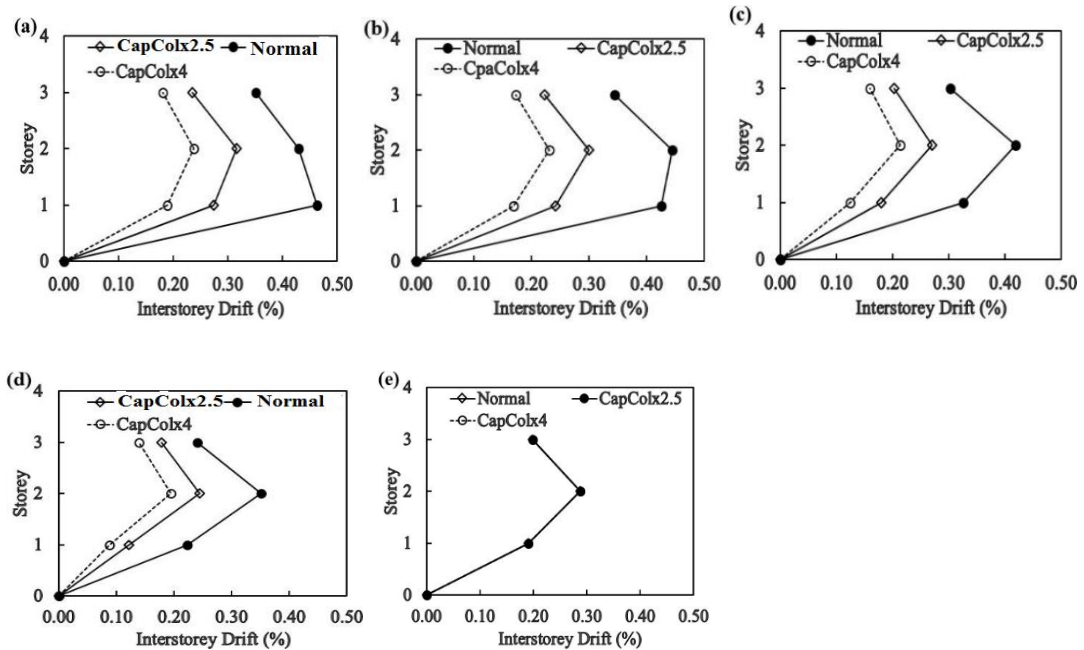 (a)
CapColx2.5 Normal
CapColx4
4
3
2
1
0
Storey
0.00 0.10 0.20 0.30 0.40 0.50
Interstorey Drift (%)
(b)
Normal CapColx2.5
CpaColx4
4
3
2
1
0
Storey
0.00 0.10 0.20 0.30 0.40 0.50
Interstorey Drift (%)
(c)
Normal CapColx2.5
CapColx4
4
3
2
1
0
Storey
0.00 0.10 0.20 0.30 0.40 0.50
Interstorey Drift (%)
(d)
CapColx2.5 Normal
CapColx4
4
3
2
1
0
Storey
0.00 0.10 0.20 0.30 0.40 0.50
Interstorey Drift (%)
(e)
Normal CapColx2.5
CapColx4
4
3
2
1
0
Storey
0.00 0.10 0.20 0.30 0.40 0.50
Interstorey Drift (%)